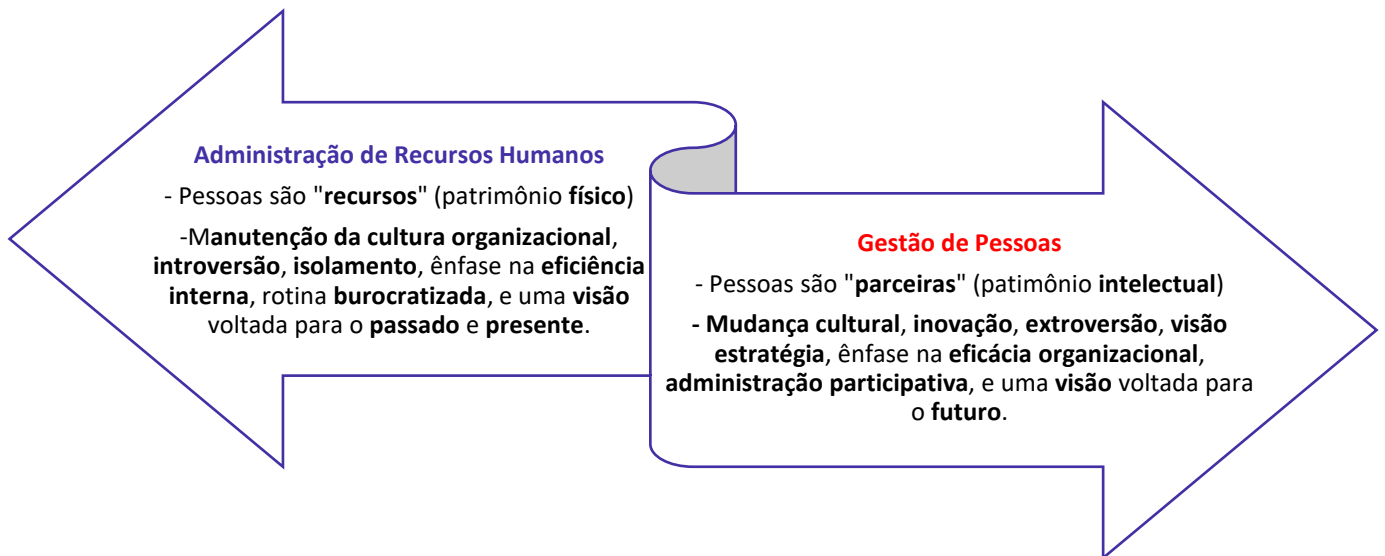 Administração de Recursos Humanos
- Pessoas são "recursos" (patrimônio físico)
-Manutenção da cultura organizacional,
introversão, isolamento, ênfase na eficiência
interna, rotina burocratizada, e uma visão
voltada para o passado e presente.
Gestão de Pessoas
- Pessoas são "parceiras" (patimônio intelectual)
- Mudança cultural, inovação, extroversão, visão
estratégia, ênfase na eficácia organizacional,
administração participativa, e uma visão voltada para
o futuro.